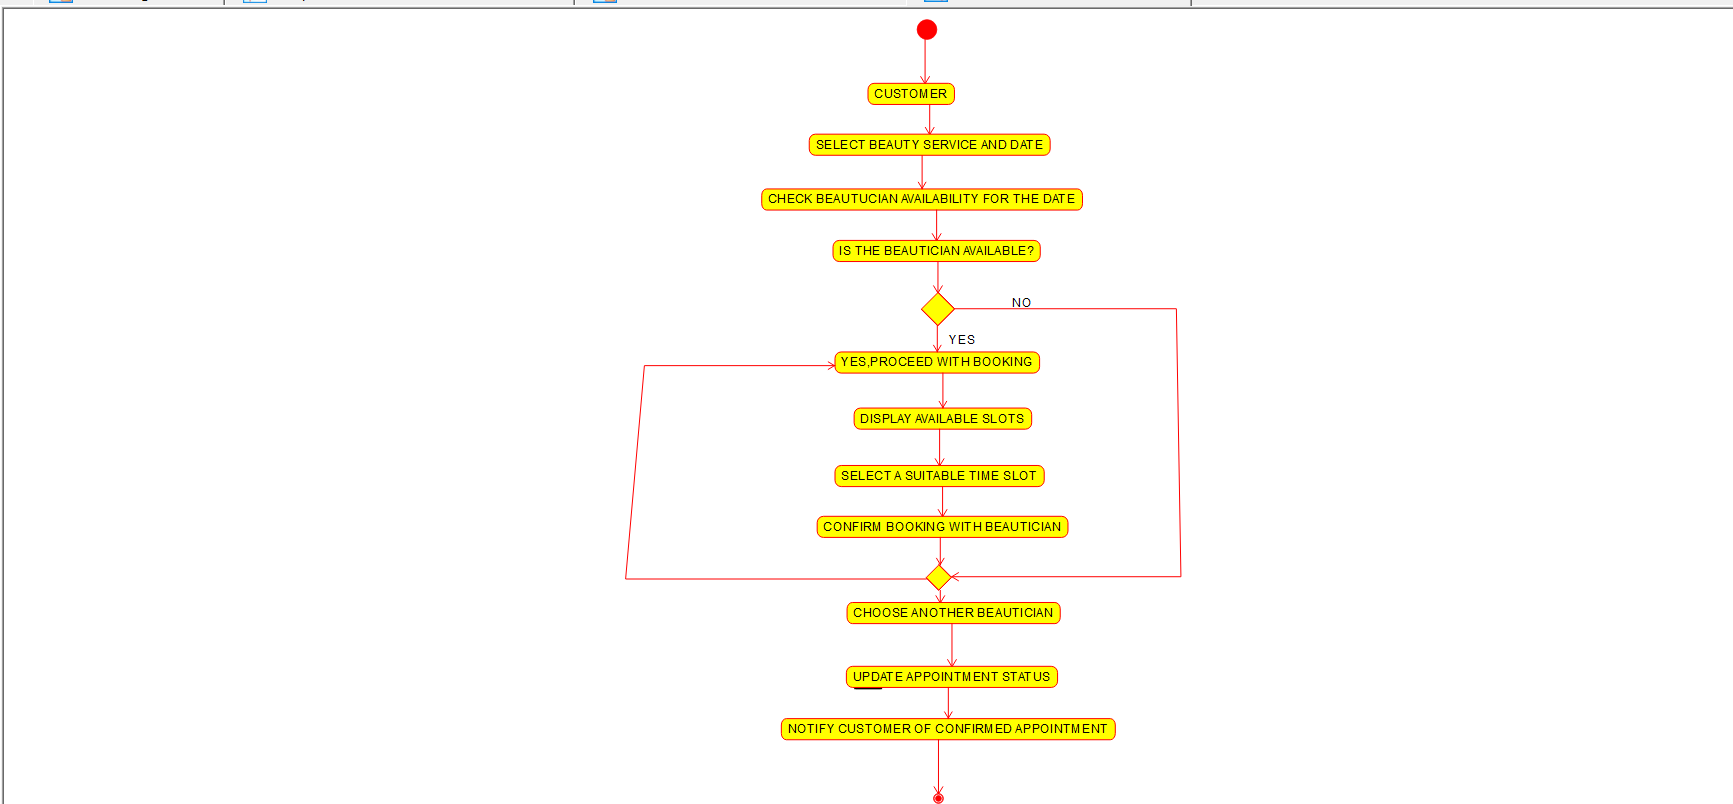 CUSTOMER
SELECT BEAUTY SERVICE AND DATE
CHECK BEAUTUCIAN AVAILABILITY FOR THE DATE
IS THE BEAUTICIAN AVAILABLE?
NO
YES
YES,PROCEED WITH BOOKING
DISPLAY AVAILABLE SLOTS
SELECT A SUITABLE TIME SLOT
CONFIRM BOOKING WITH BEAUTICIAN
CHOOSE ANOTHER BEAUTICIAN
UPDATE APPOINTMENT STATUS
NOTIFY CUSTOMER OF CONFIRMED APPOINTMENT